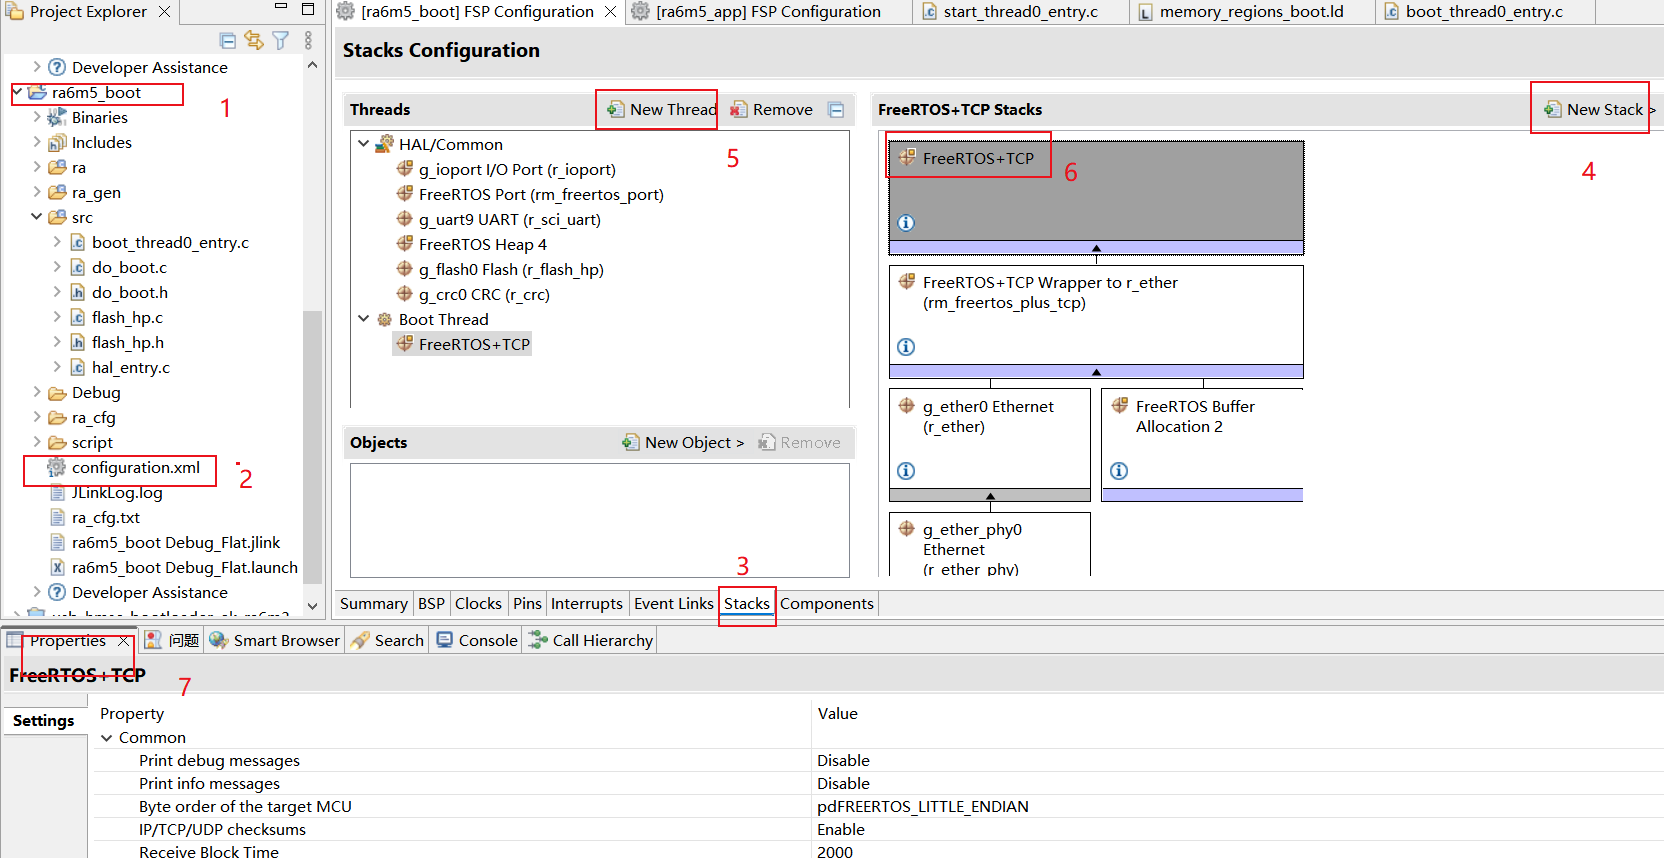 Project Explorer
[ra6m5_boot] FSP Configuration
[ra6m5_app] FSP Configuration
start_thread0_entry.c
memory_regions_boot.ld
boot_thread0_entry.c
Developer Assistance
ra6m5_boot
1
Binaries
Includes
ra
ra_gen
src
boot_thread0_entry.c
do_boot.c
do_boot.h
flash_hp.c
flash_hp.h
hal_entry.c
Debug
ra_cfg
script
configuration.xml
2
JLinkLog.log
ra_cfg.txt
ra6m5_boot Debug_Flat.jlink
ra6m5_boot Debug_Flat.launch
Developer Assistance
Stacks Configuration
Threads
New Thread
Remove
5
HAL/Common
g_ioport I/O Port (r_ioport)
FreeRTOS Port (rm_freertos_port)
g_uart9 UART (r_sci_uart)
FreeRTOS Heap 4
g_flash0 Flash (r_flash_hp)
g_crc0 CRC (r_crc)
Boot Thread
FreeRTOS+TCP
Objects
New Object >
Remove
FreeRTOS+TCP Stacks
New Stack >
4
FreeRTOS+TCP
6
FreeRTOS+TCP Wrapper to r_ether
(rm_freertos_plus_tcp)
g_ether0 Ethernet
(r_ether)
FreeRTOS Buffer
Allocation 2
g_ether_phy0
Ethernet
(r_ether_phy)
3
Summary
BSP
Clocks
Pins
Interrupts
Event Links
Stacks
Components
Properties
问题
Smart Browser
Search
Console
Call Hierarchy
FreeRTOS+TCP
7
Settings
Property
Value
Common
Print debug messages
Disable
Print info messages
Disable
Byte order of the target MCU
pdFREERTOS_LITTLE_ENDIAN
IP/TCP/UDP checksums
Enable
Receive Block Time
2000